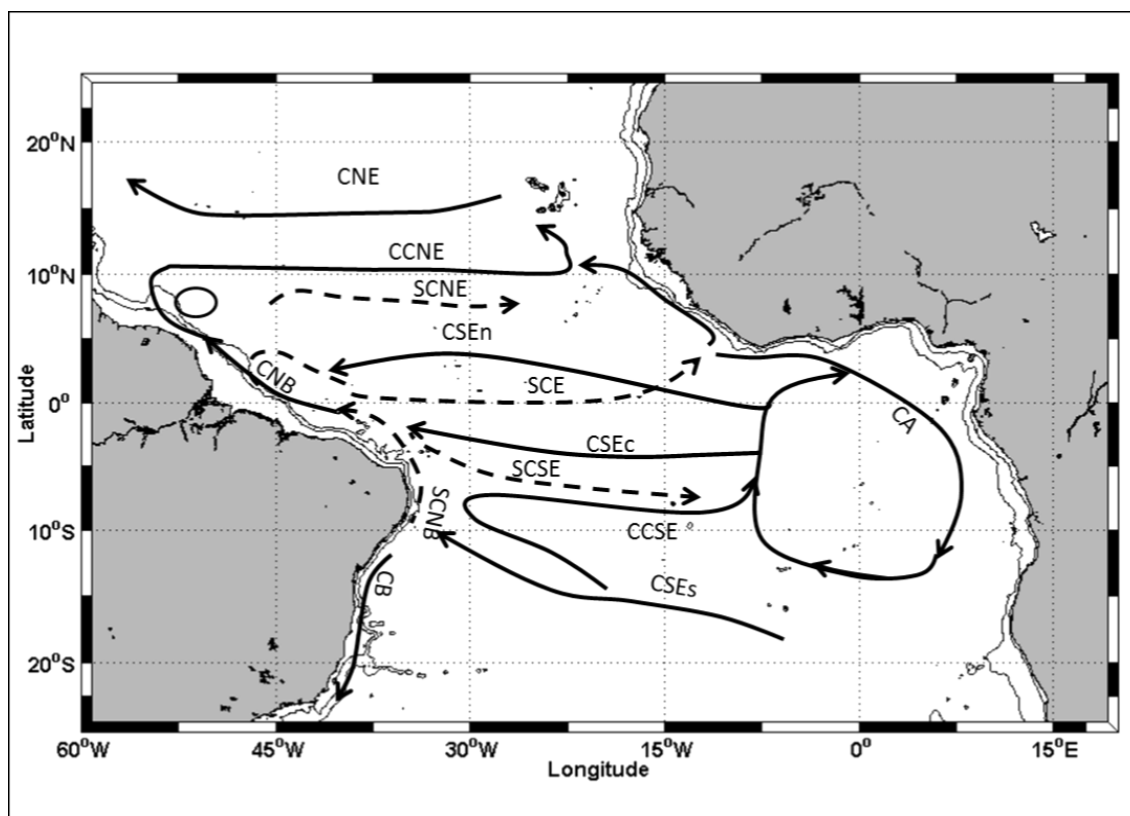 20°N
10°N
0°
10°S
20°S
Latitude
CNE
CCNE
SCNE
CSEn
CNB
SCE
CA
CSEc
SCSE
SCNB
CCSE
CB
CSEs
60°W
45°W
30°W
15°W
0°
15°E
Longitude